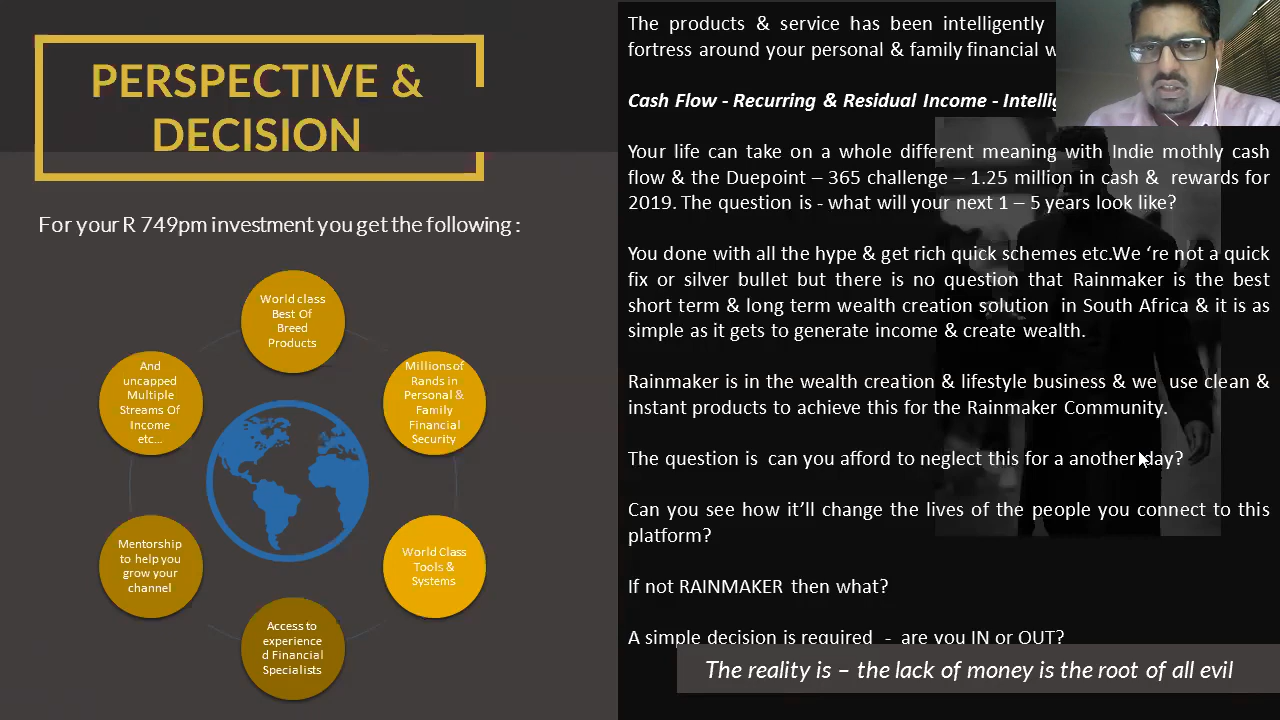 PERSPECTIVE &
DECISION
For your R 749pm investment you get the following :
World class
Best Of
Breed
Products
Millions of
Rands in
Personal &
Family
Financial
Security
World Class
Tools &
Systems
Access to
experience
d Financial
Specialists
Mentorship
to help you
grow your
channel
And
uncapped
Multiple
Streams Of
Income
etc...
The products & service has been intelligently
fortress around your personal & family financial
Cash Flow - Recurring & Residual Income -
Your life can take on a whole different meaning with Indie mothly cash
flow & the Duepoint – 365 challenge – 1.25 million in cash & rewards for
2019. The question is - what will your next 1 – 5 years look like?
You done with all the hype & get rich quick schemes etc.We ‘re not a quick
fix or silver bullet but there is no question that Rainmaker is the best
short term & long term wealth creation solution in South Africa & it is as
simple as it gets to generate income & create wealth.
Rainmaker is in the wealth creation & lifestyle business & we use clean &
instant products to achieve this for the Rainmaker Community.
The question is can you afford to neglect this for a another day?
Can you see how it’ll change the lives of the people you connect to this
platform?
If not RAINMAKER then what?
A simple decision is required - are you IN or OUT?
The reality is – the lack of money is the root of all evil